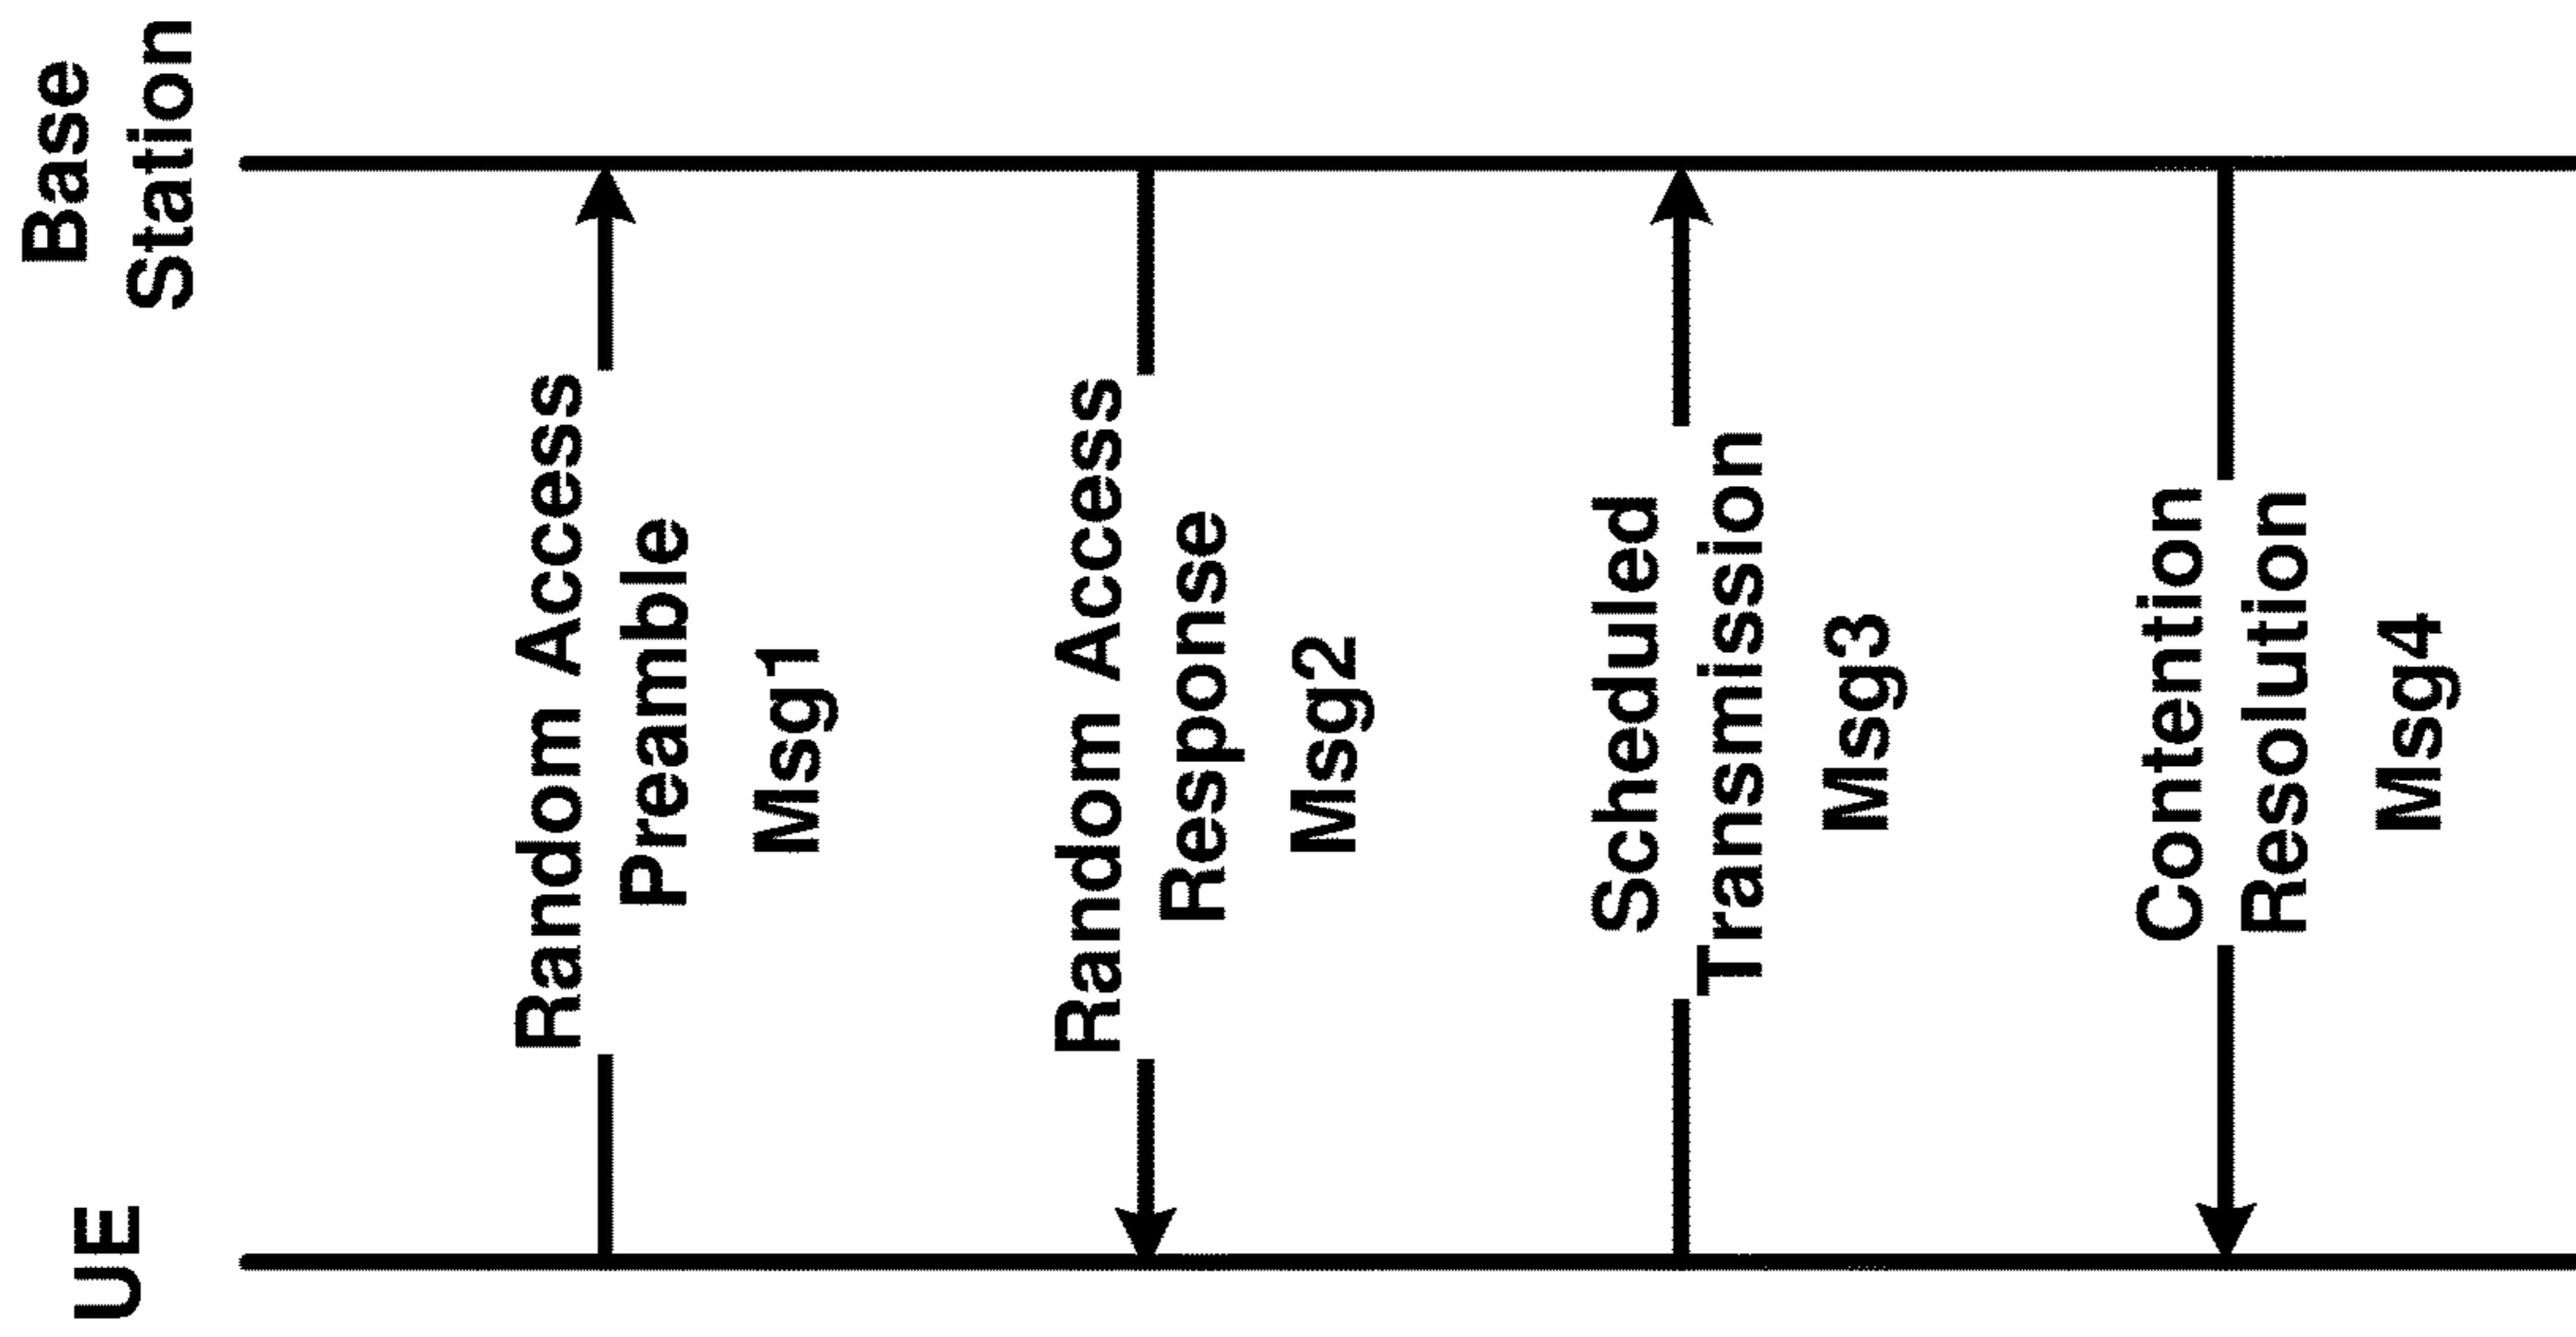 UE
Base
Station
Random Access
Preamble
Msg1
Random Access
Response
Msg2
Scheduled
Transmission
Msg3
Contention
Resolution
Msg4